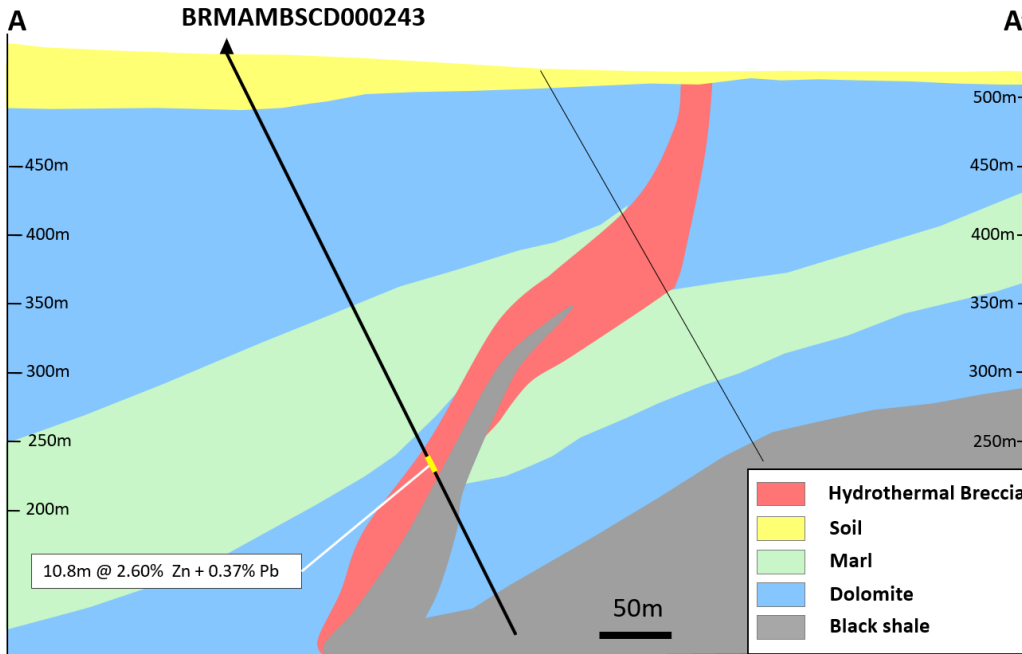 BRMAMBSCD000243
A
A
500m
450m
450m
400m
400m
350m
350m
300m
300m
250m
250m
200m
10.8m @ 2.60% Zn + 0.37% Pb
50m
Hydrothermal Breccia
Soil
Marl
Dolomite
Black shale